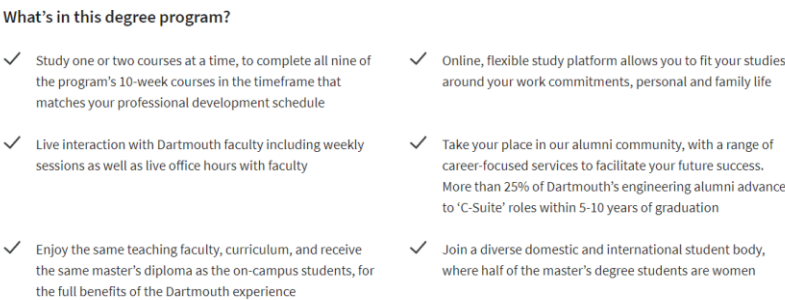 What's in this degree program?
Study one or two courses at a time, to complete all nine of
the program's 10-week courses in the timeframe that
matches your professional development schedule
Online, flexible study platform allows you to fit your studies
around your work commitments, personal and family life
Live interaction with Dartmouth faculty including weekly
sessions as well as live office hours with faculty
Take your place in our alumni community, with a range of
career-focused services to facilitate your future success.
More than 25% of Dartmouth's engineering alumni advance
to ‘C-Suite’ roles within 5-10 years of graduation
Enjoy the same teaching faculty, curriculum, and receive
the same master's diploma as the on-campus students, for
the full benefits of the Dartmouth experience
Join a diverse domestic and international student body,
where half of the master's degree students are women